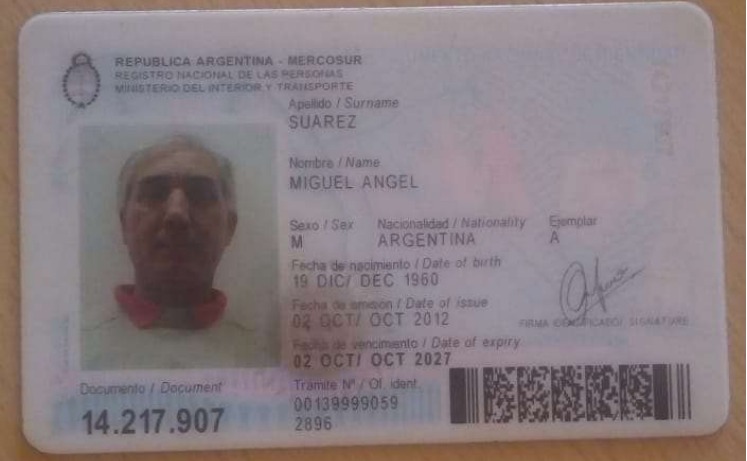 REPUBLICA ARGENTINA - MERCOSUR
REGISTRO NACIONAL DE LAS PERSONAS
MINISTERIO DEL INTERIOR Y TRANSPORTE
Apellido / Surname
SUAREZ
Nombre / Name
MIGUEL ANGEL
Sexo / Sex Nacionalidad / Nationality Ejemplar
M ARGENTINA A
Fecha de nacimiento / Date of birth
19 DIC/ DEC 1960
Fecha de emision / Date of issue
02 OCT/ OCT 2012
FIRMA IDENTIFICADO/ SIGNATURE
Fecha de vencimiento / Date of expiry
02 OCT/ OCT 2027
Documento / Document
14.217.907
Tramite Nº / Of. ident.
00139999059
2896